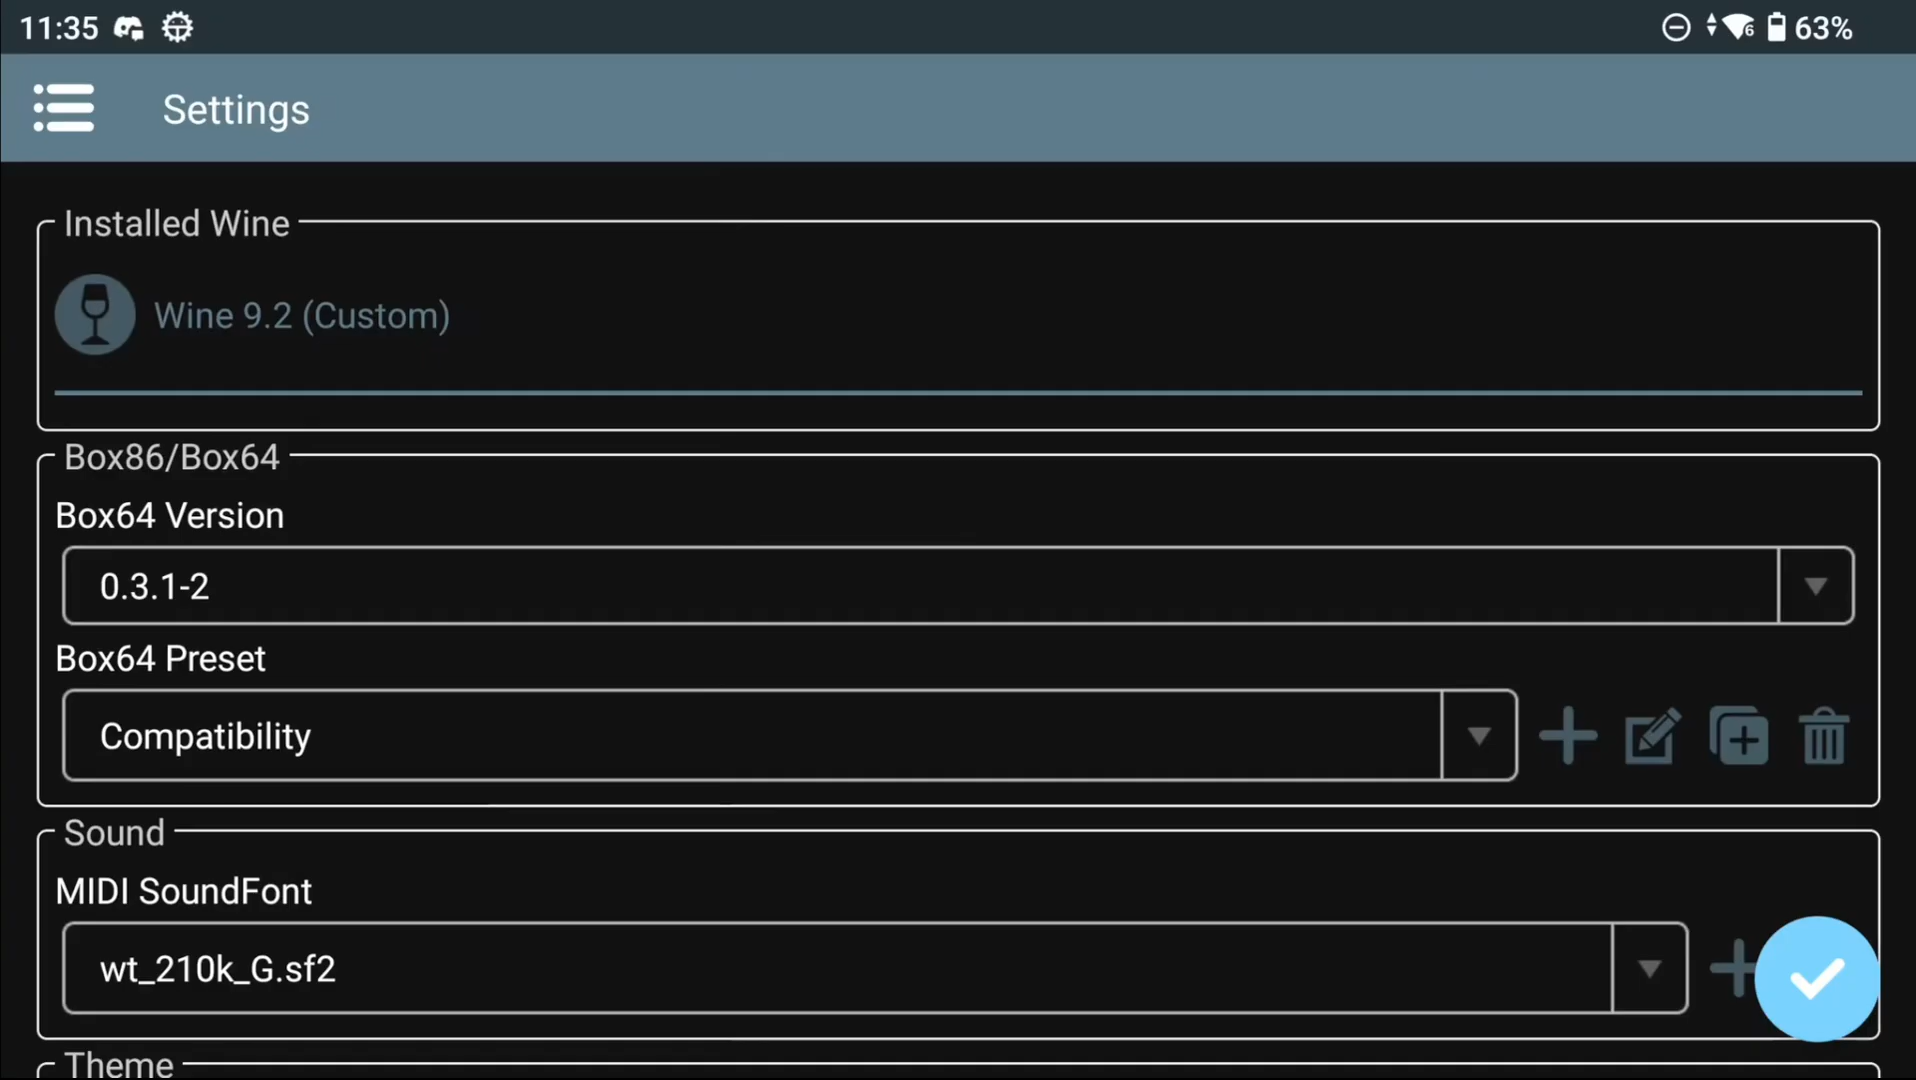 11:35
6 63%
Settings
Installed Wine
Wine 9.2 (Custom)
Box86/Box64
Box64 Version
0.3.1-2
Box64 Preset
Compatibility
Sound
MIDI SoundFont
wt_210k_G.sf2
Theme